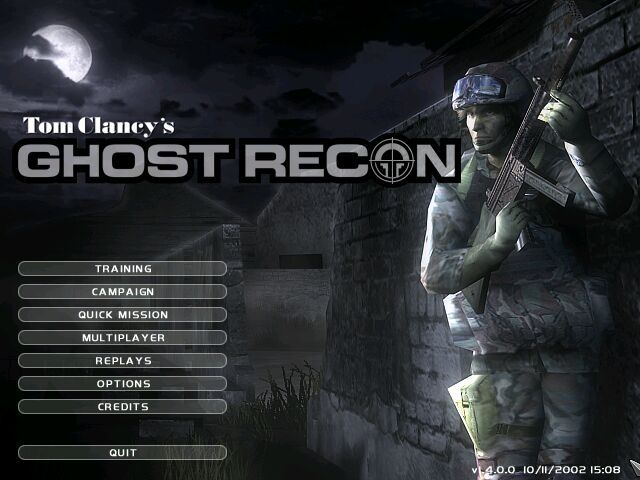 Tom Clancy's
GHOST RECON
TRAINING
CAMPAIGN
QUICK MISSION
MULTIPLAYER
REPLAYS
OPTIONS
CREDITS
QUIT
v1.4.0.0 10/11/2002 15:08